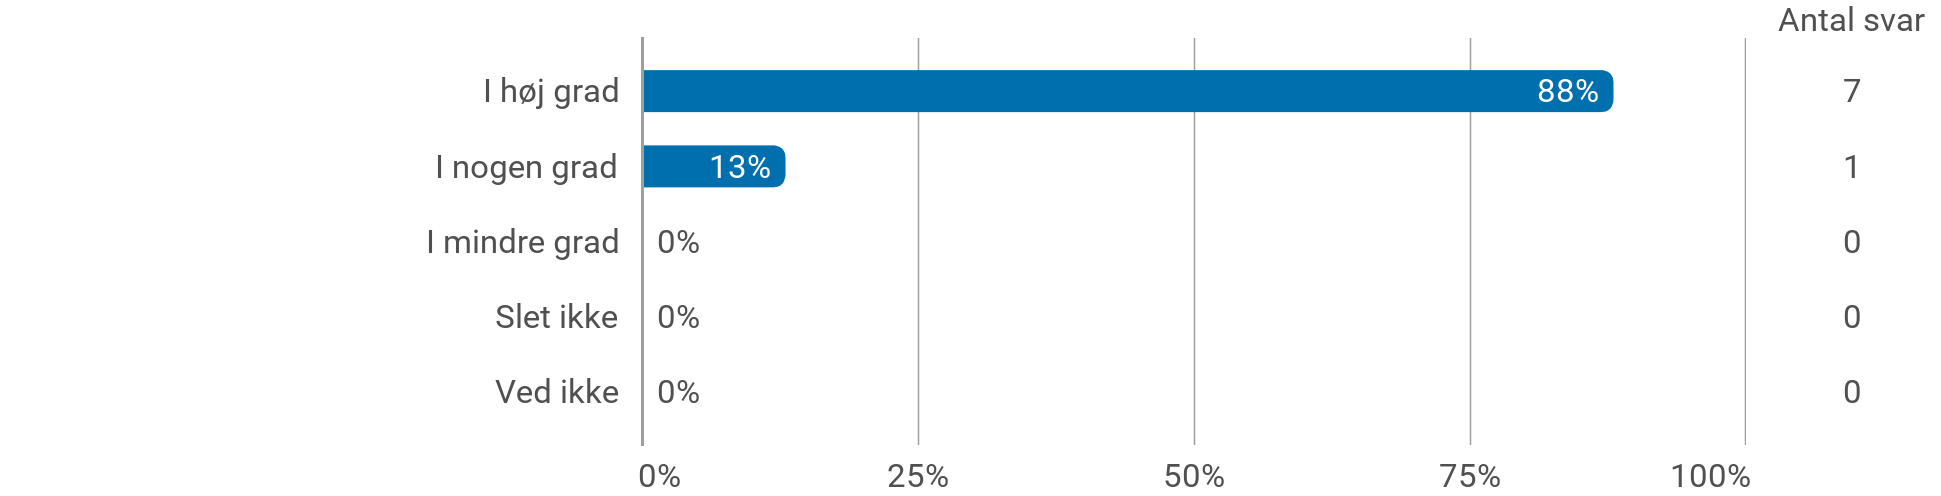 Antal svar
I høj grad 88% 7
I nogen grad 13% 1
I mindre grad 0% 0
Slet ikke 0% 0
Ved ikke 0% 0
0% 25% 50% 75% 100%